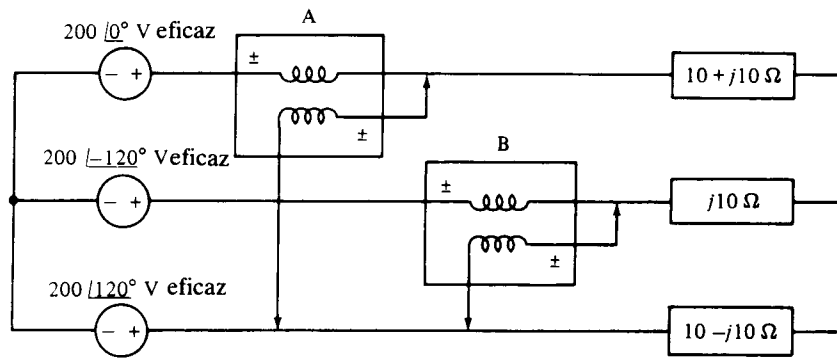 A
200 /0° V eficaz
±
10 + j10 Ω
±
200 /–120° Veficaz
B
±
j10 Ω
±
200 /120° V eficaz
10 –j10 Ω
– +
– +
– +